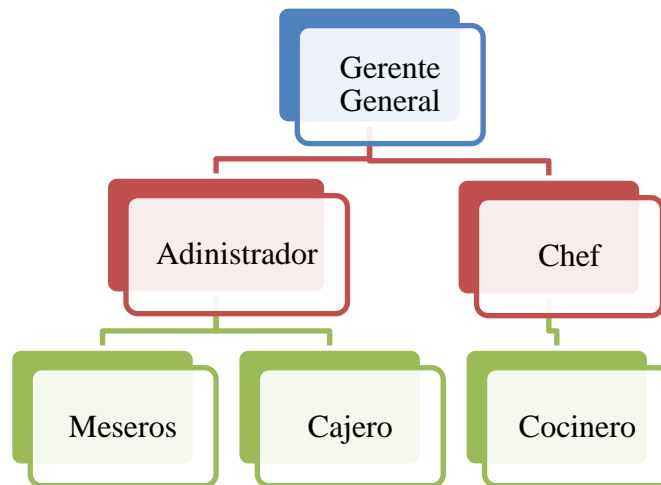 Gerente
General
Adinistrador
Chef
Meseros
Cajero
Cocinero